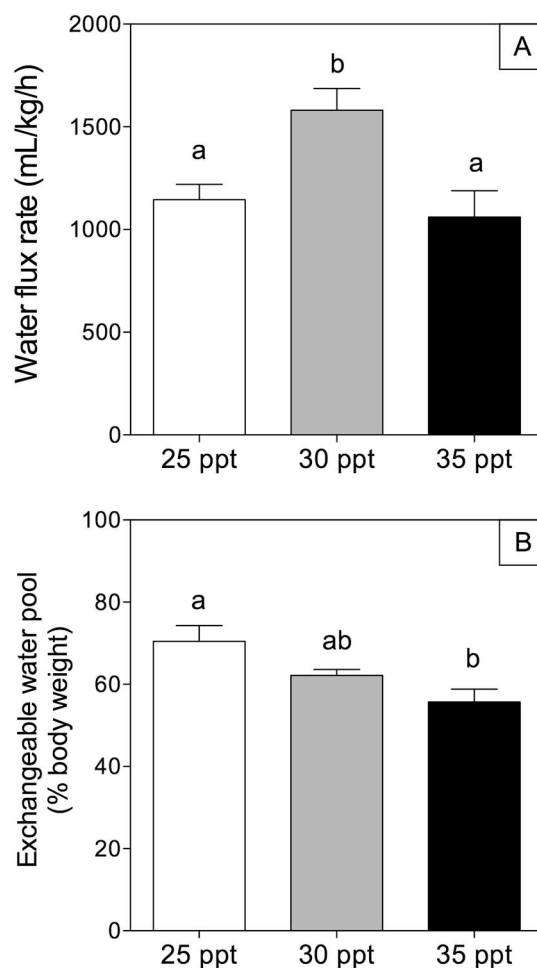 A
Water flux rate (mL/kg/h)
2000
1500
1000
500
0
a
b
a
25 ppt 30 ppt 35 ppt
B
Exchangeable water pool
(% body weight)
100
80
60
40
20
0
a
ab
b
25 ppt 30 ppt 35 ppt